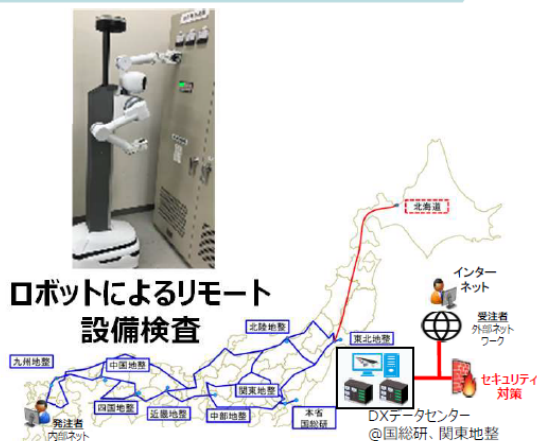 ロボットによるリモート
設備検査
北海道
インター
ネット
受注者
外部ネット
ワーク
北陸地整
東北地整
九州地整
中国地整
関東地整
四国地整
近畿地整
中部地整
本省
国総研
セキュリティ
対策
発注者
内部ネット
DXデータセンター
@国総研、関東地整